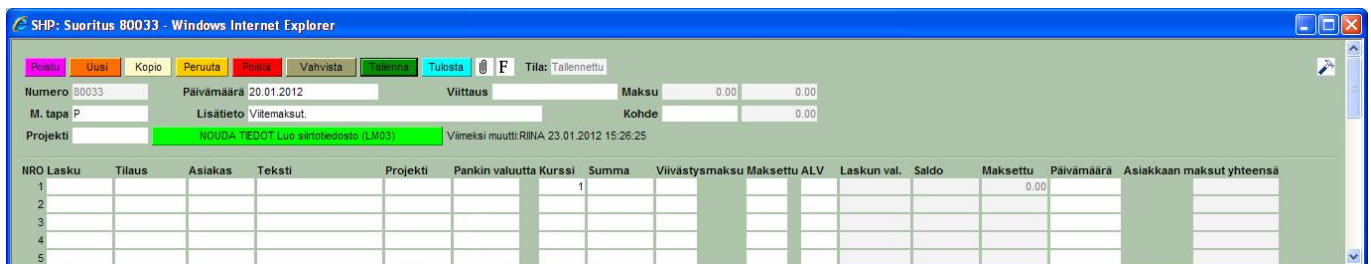 SHP: Suoritus 80033 - Windows Internet Explorer
Poistu Uusi Kopio Peruuta Poista Vahvista Tallenna Tulosta F Tila: Tallennettu
Numero 80033 Päivämäärä 20.01.2012 Viittaus Maksu 0.00 0.00
M. tapa P Lisätieto Viitemaksut. Kohde 0.00
Projekti NOUDA TIEDOT Luo siirtotiedosto (LM03) Viimeksi muutti:RIINA 23.01.2012 15:26:25
NRO Lasku Tilaus Asiakas Teksti Projekti Pankin valuutta Kurssi Summa Viivästysmaksu Maksettu ALV Laskun val. Saldo Maksettu Päivämäärä Asiakkaan maksut yhteensä
1 1 0.00
2
3
4
5